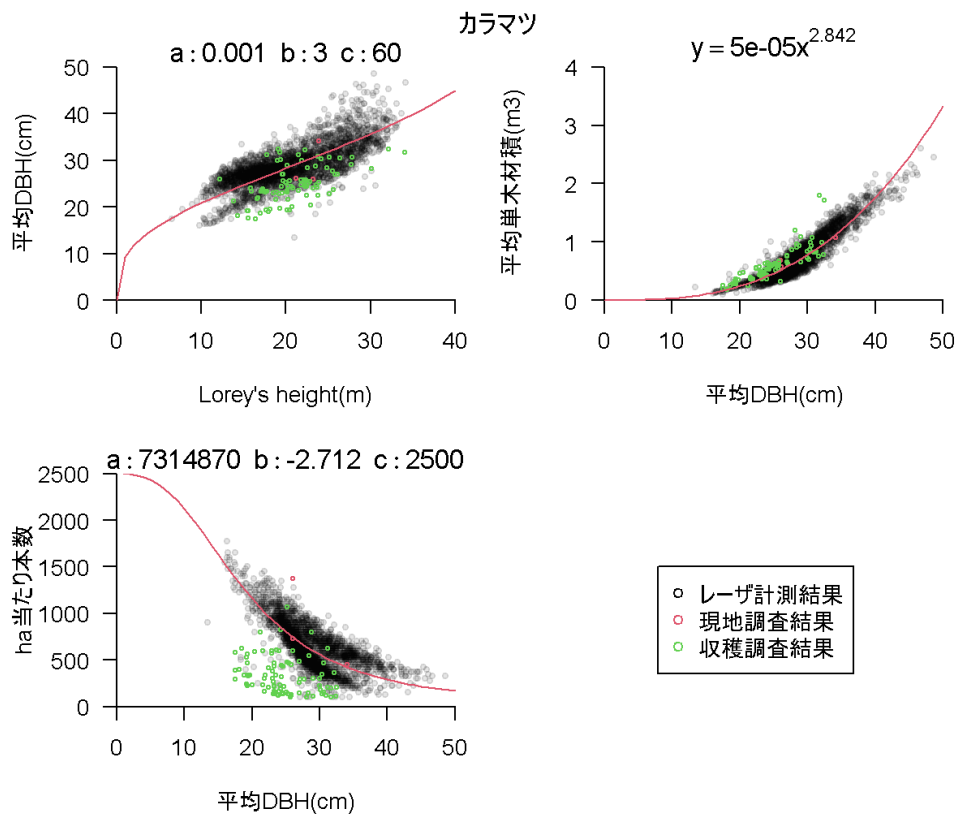 カラマツ
a : 0.001 b : 3 c : 60
50
40
30
20
10
0
平均DBH(cm)
0 10 20 30 40
Lorey's height(m)
y = 5e-05x^2.842
4
3
2
1
0
平均単木材積(m3)
0 10 20 30 40 50
平均DBH(cm)
a : 7314870 b : -2.712 c : 2500
2500
2000
1500
1000
500
0
ha当たり本数
0 10 20 30 40 50
平均DBH(cm)
レーザ計測結果
現地調査結果
収穫調査結果